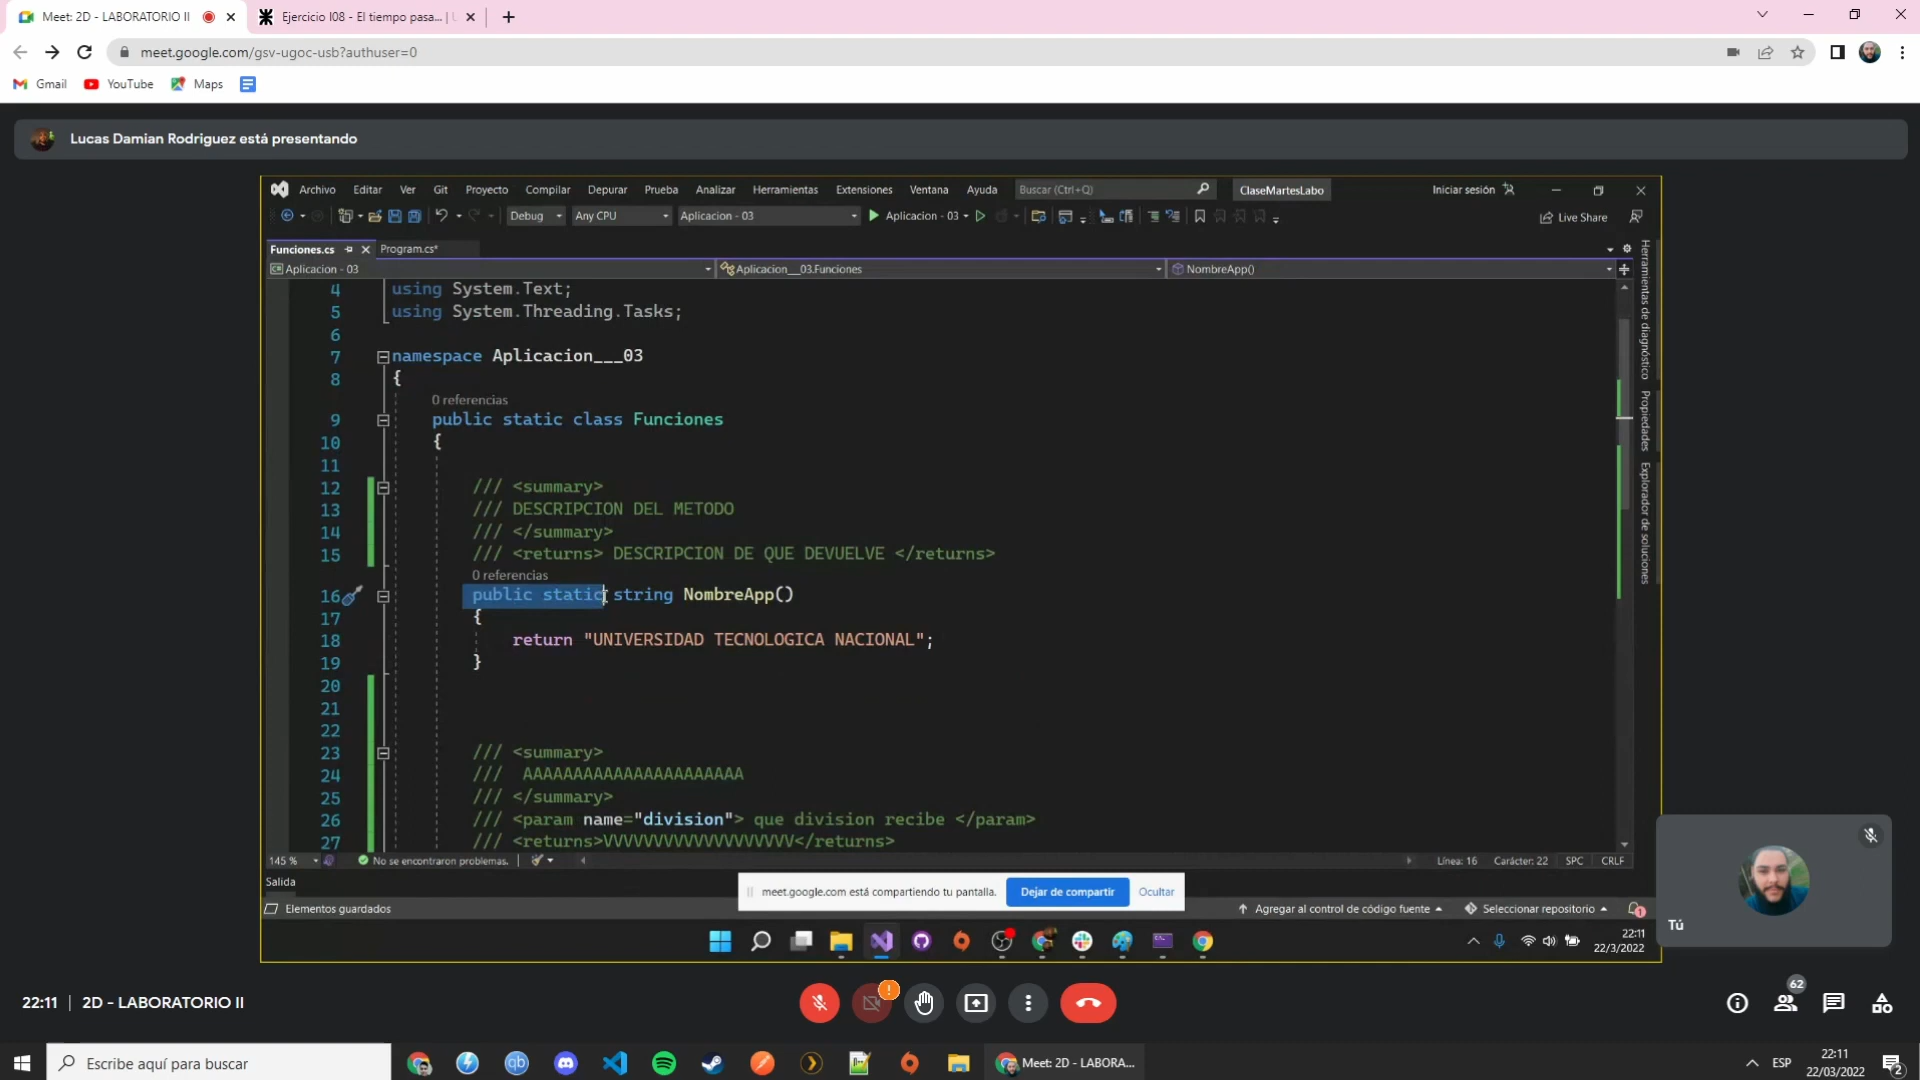 Meet: 2D - LABORATORIO II
Ejercicio I08 - El tiempo pasa... |
meet.google.com/gsv-ugoc-usb?authuser=0
Gmail
YouTube
Maps
Lucas Damian Rodriguez está presentando
Archivo Editar Ver Git Proyecto Compilar Depurar Prueba Analizar Herramientas Extensiones Ventana Ayuda Buscar (Ctrl+Q) ClaseMartesLabo Iniciar sesión
Debug Any CPU Aplicacion - 03 Aplicacion - 03 Live Share
Funciones.cs Program.cs*
Aplicacion - 03 Aplicacion__03.Funciones NombreApp()
4 using System.Text;
5 using System.Threading.Tasks;
6
7 namespace Aplicacion___03
8 {
0 referencias
9 public static class Funciones
10 {
11
12 /// <summary>
13 /// DESCRIPCION DEL METODO
14 /// </summary>
15 /// <returns> DESCRIPCION DE QUE DEVUELVE </returns>
0 referencias
16 public static string NombreApp()
17 {
18 return "UNIVERSIDAD TECNOLOGICA NACIONAL";
19 }
20
21
22
23 /// <summary>
24 /// AAAAAAAAAAAAAAAAAAAAAA
25 /// </summary>
26 /// <param name="division"> que division recibe </param>
27 /// <returns>VVVVVVVVVVVVVVVVVVV</returns>
Herramientas de diagnóstico
Propiedades
Explorador de soluciones
145 % No se encontraron problemas. Línea: 16 Carácter: 22 SPC CRLF
Salida
meet.google.com está compartiendo tu pantalla. Dejar de compartir Ocultar
Elementos guardados Agregar al control de código fuente Seleccionar repositorio 1
22:11
22/3/2022
Tú
22:11 | 2D - LABORATORIO II
62
Escribe aquí para buscar
Meet: 2D - LABORA...
ESP
22:11
22/03/2022
2